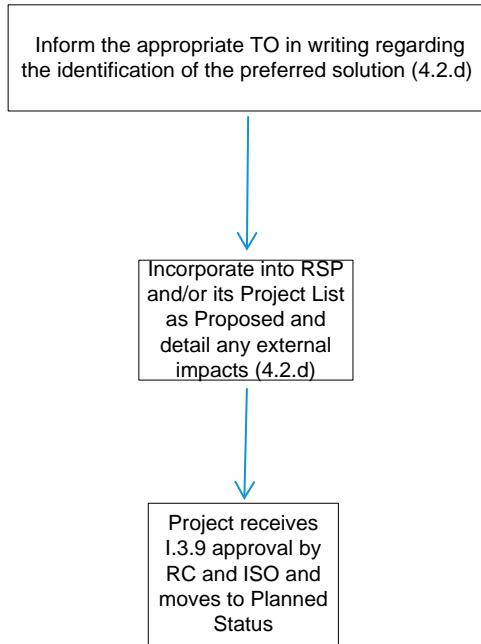 Inform the appropriate TO in writing regarding
the identification of the preferred solution (4.2.d)
Incorporate into RSP
and/or its Project List
as Proposed and
detail any external
impacts (4.2.d)
Project receives
I.3.9 approval by
RC and ISO and
moves to Planned
Status